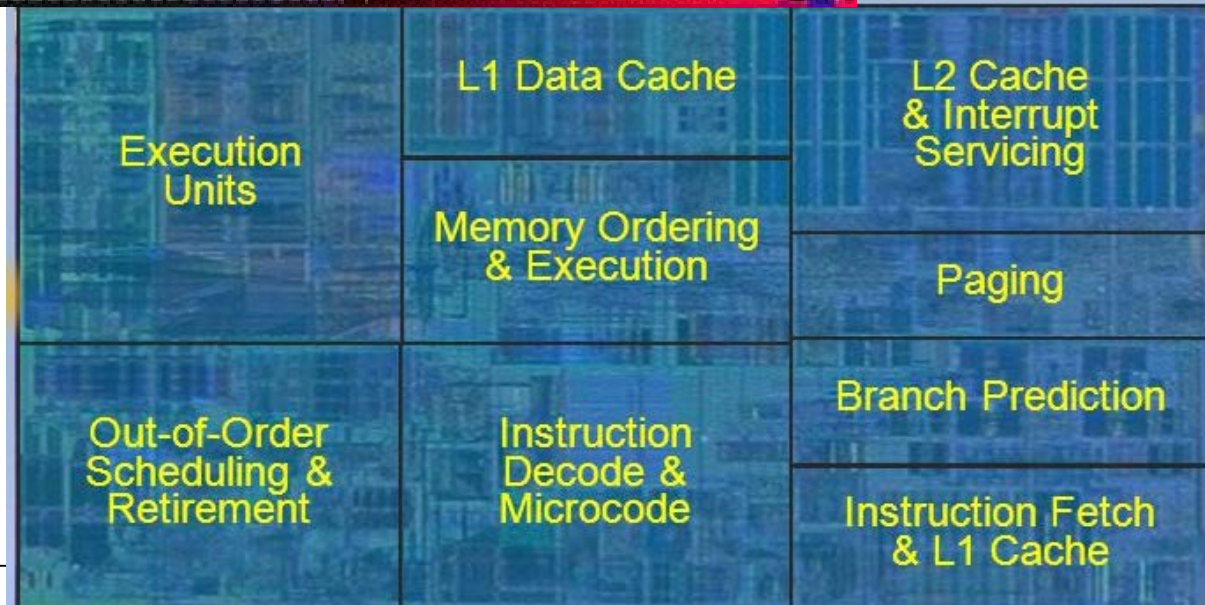 Execution
Units
L1 Data Cache
Memory Ordering
& Execution
L2 Cache
& Interrupt
Servicing
Paging
Out-of-Order
Scheduling &
Retirement
Instruction
Decode &
Microcode
Branch Prediction
Instruction Fetch
& L1 Cache